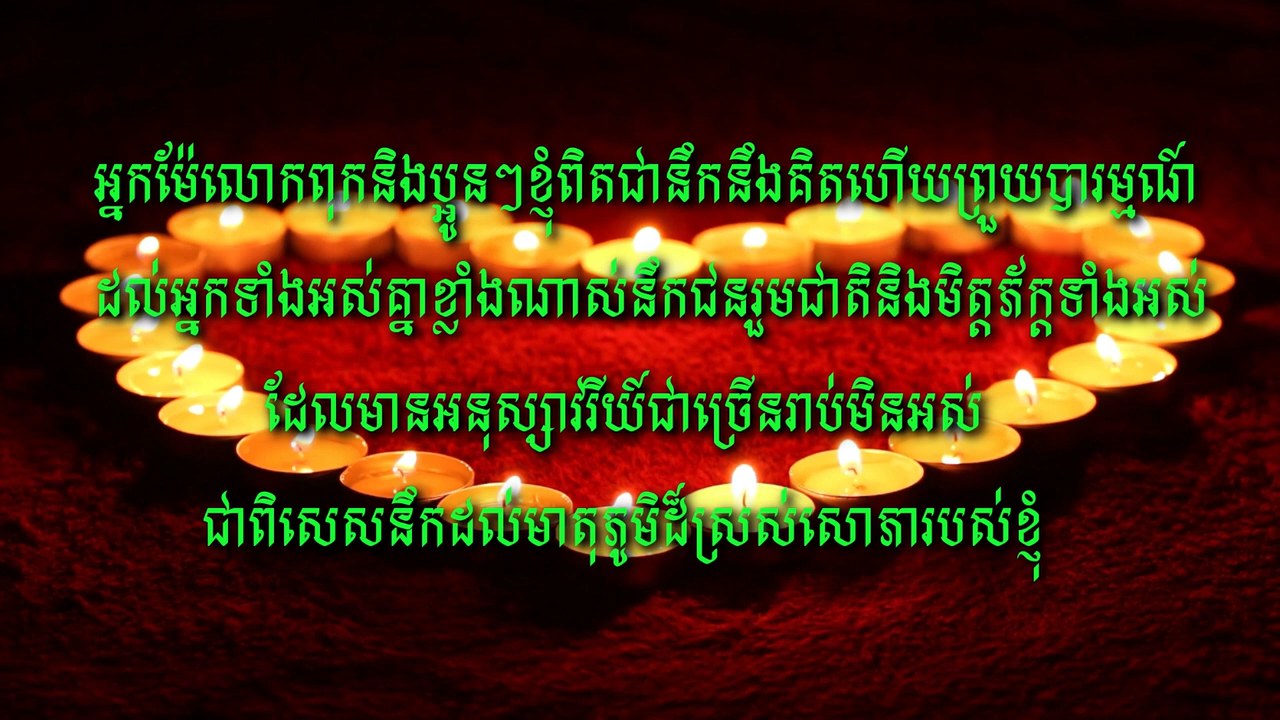 អ្នកម៉ែលោកពុកនិងប្អូនៗខ្ញុំពិតជានឹកនឹងគិតហើយព្រួយបារម្មណ៍
ដល់អ្នកទាំងអស់គ្នាខ្លាំងណាស់នឹកជនរួមជាតិនិងមិត្តភ័ក្តទាំងអស់
ដែលមានអនុស្សាវរីយ៍ជាច្រើនរាប់មិនអស់
ជាពិសេសនឹកដល់មាតុភូមិដ៏ស្រស់សោភារបស់ខ្ញុំ